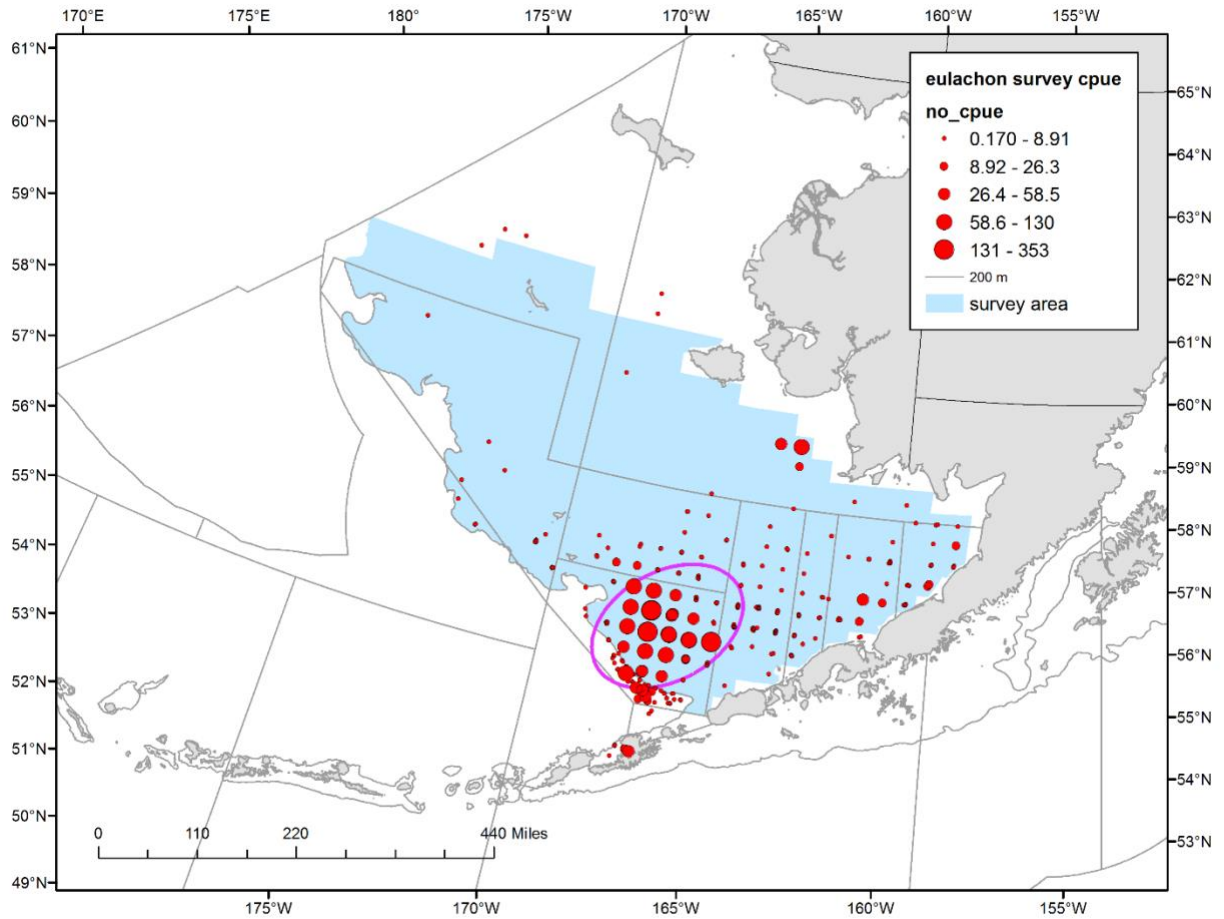 170°E 175°E 180° 175°W 170°W 165°W 160°W 155°W
61°N
60°N
59°N
58°N
57°N
56°N
55°N
54°N
53°N
52°N
51°N
50°N
49°N
eulachon survey cpue
no_cpue
0.170 - 8.91
8.92 - 26.3
26.4 - 58.5
58.6 - 130
131 - 353
200 m
survey area
65°N
64°N
63°N
62°N
61°N
60°N
59°N
58°N
57°N
56°N
55°N
54°N
53°N
0 110 220 440 Miles
175°W 170°W 165°W 160°W 155°W